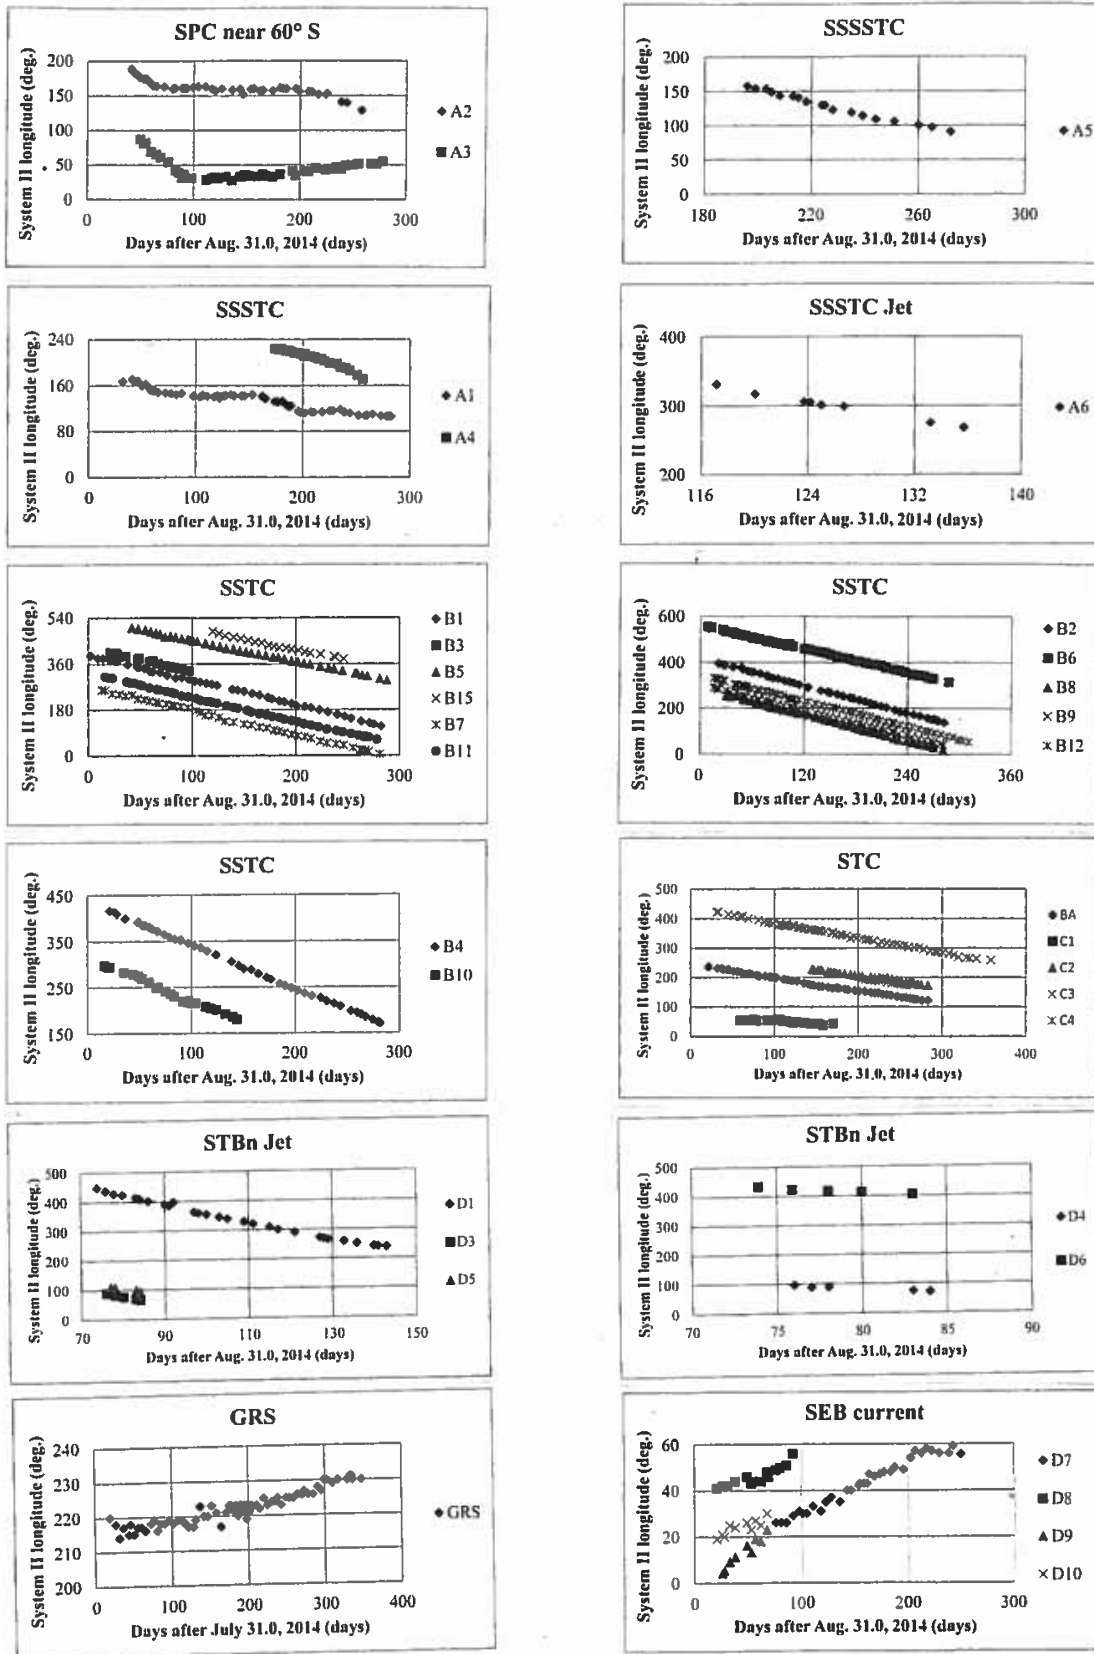 SPC near 60° S
System II longitude (deg.)
200
150
100
50
0
0 100 200 300
Days after Aug. 31.0, 2014 (days)
A2
A3
SSSSTC
System II longitude (deg.)
200
150
100
50
0
180 220 260 300
Days after Aug. 31.0, 2014 (days)
A5
SSSTC
System II longitude (deg.)
240
160
80
0
0 100 200 300
Days after Aug. 31.0, 2014 (days)
A1
A4
SSSTC Jet
System II longitude (deg.)
400
300
200
116 124 132 140
Days after Aug. 31.0, 2014 (days)
A6
SSTC
System II longitude (deg.)
540
360
180
0
0 100 200 300
Days after Aug. 31.0, 2014 (days)
B1
B3
B5
B15
B7
B11
SSTC
System II longitude (deg.)
600
400
200
0
0 120 240 360
Days after Aug. 31.0, 2014 (days)
B2
B6
B8
B9
B12
SSTC
System II longitude (deg.)
450
350
250
150
0 100 200 300
Days after Aug. 31.0, 2014 (days)
B4
B10
STC
System II longitude (deg.)
500
400
300
200
100
0
0 100 200 300 400
Days after Aug. 31.0, 2014 (days)
BA
C1
C2
C3
C4
STBn Jet
System II longitude (deg.)
500
400
300
200
100
0
70 90 110 130 150
Days after Aug. 31.0, 2014 (days)
D1
D3
D5
STBn Jet
System II longitude (deg.)
500
400
300
200
100
0
70 75 80 85 90
Days after Aug. 31.0, 2014 (days)
D4
D6
GRS
System II longitude (deg.)
240
230
220
210
200
0 100 200 300 400
Days after July 31.0, 2014 (days)
GRS
SEB current
System II longitude (deg.)
60
40
20
0
0 100 200 300
Days after Aug. 31.0, 2014 (days)
D7
D8
D9
D10